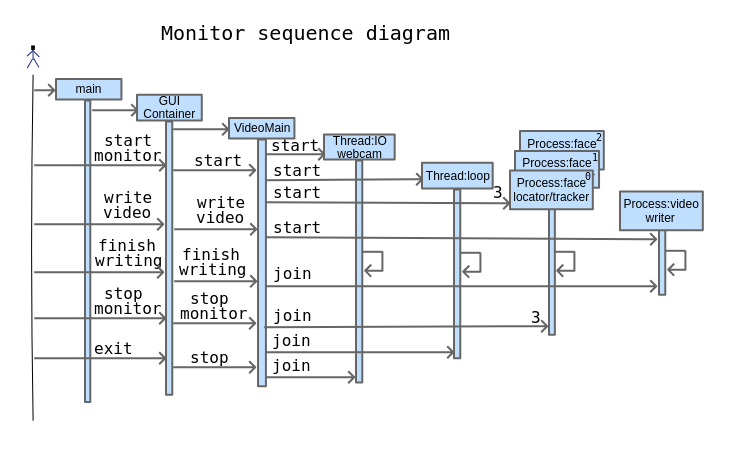 Monitor sequence diagram
main
GUI
Container
VideoMain
Thread:IO
webcam
Process:face 2
Process:face 1
Process:face 0
locator/tracker
Thread:loop
Process:video
writer
start
monitor
start
start
start
start
3
write
video
write
video
start
finish
writing
finish
writing
join
stop
monitor
stop
monitor
join
3
exit
stop
join
join